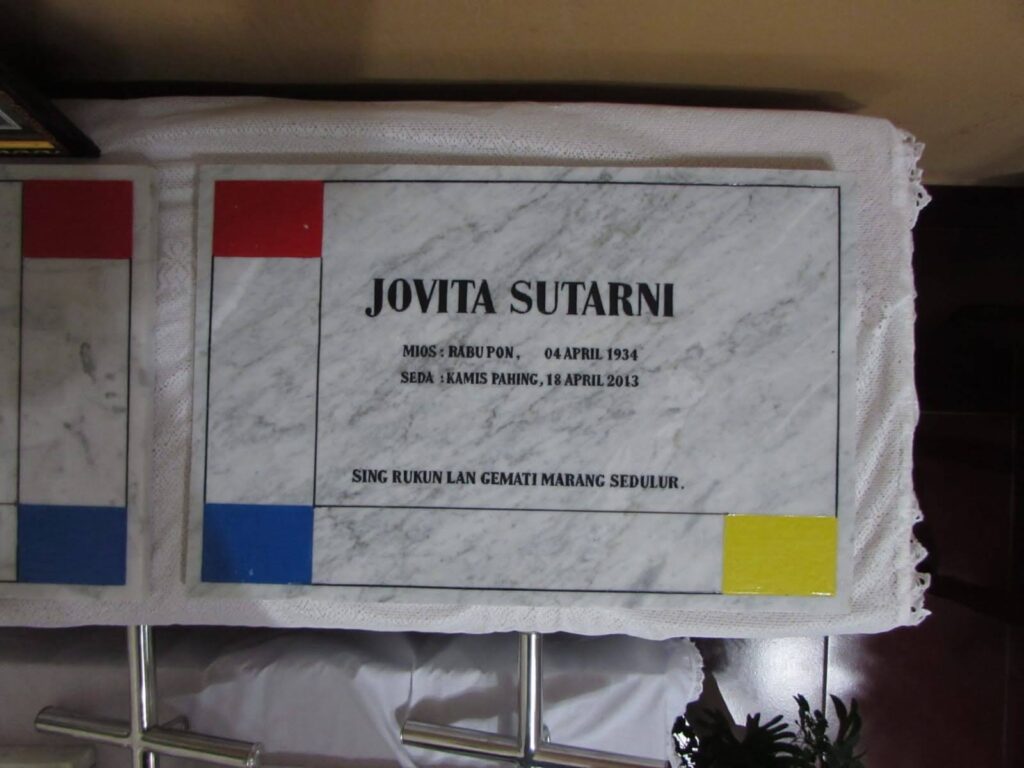 JOVITA SUTARNI
MIOS : RABU PON, 04 APRIL 1934
SEDA : KAMIS PAHING, 18 APRIL 2013
SING RUKUN LAN GEMATI MARANG SEDULUR.